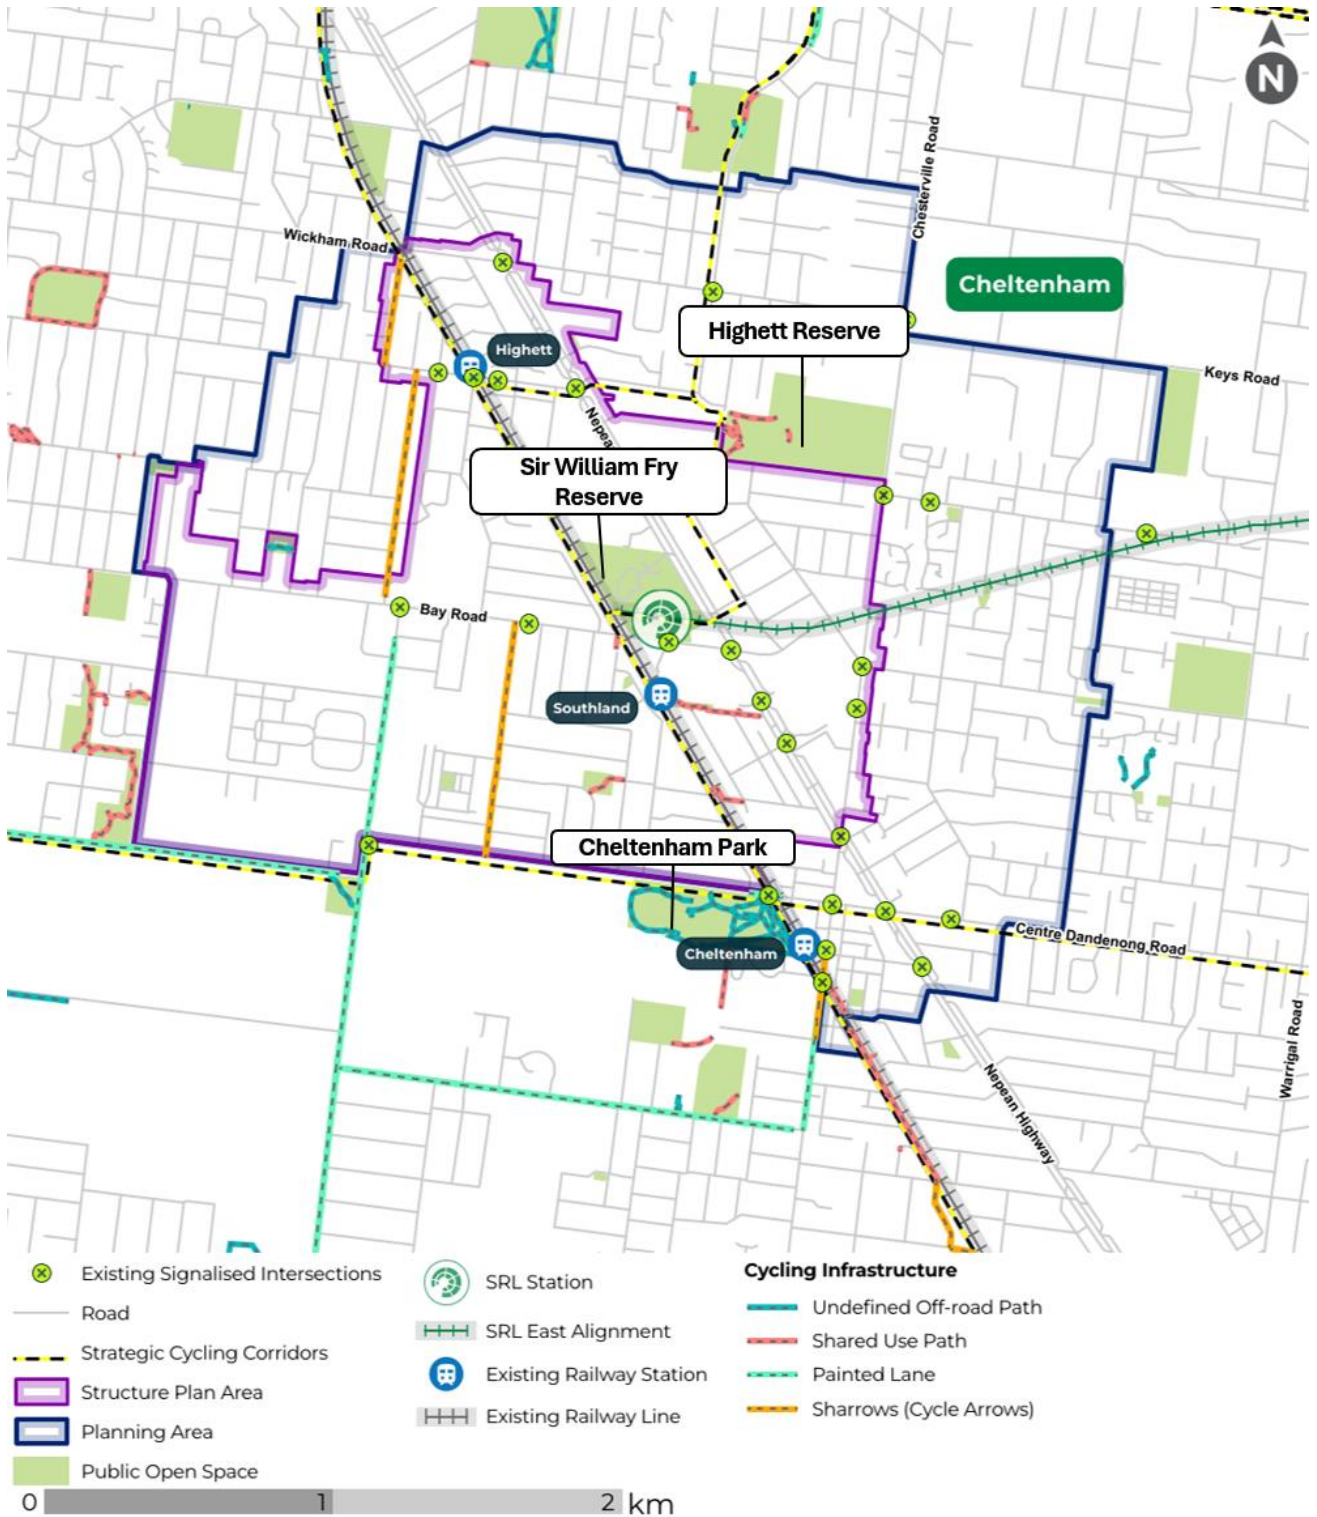 N
Chesterville Road
Wickham Road
Cheltenham
Highett Reserve
Highett
Keys Road
Nepea
Sir William Fry
Reserve
Bay Road
Southland
Cheltenham Park
Cheltenham
Centre Dandenong Road
Warrigal Road
Nepean Highway
Existing Signalised Intersections
Road
Strategic Cycling Corridors
Structure Plan Area
Planning Area
Public Open Space
SRL Station
SRL East Alignment
Existing Railway Station
Existing Railway Line
Cycling Infrastructure
Undefined Off-road Path
Shared Use Path
Painted Lane
Sharrows (Cycle Arrows)
0 1 2 km